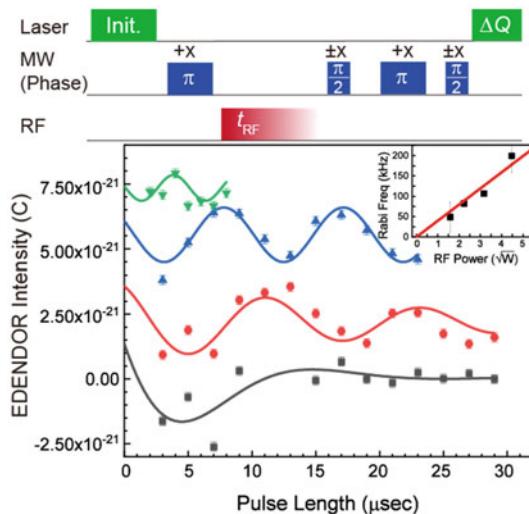 Laser Init. ΔQ
+X ±X +X ±X
MW (Phase) π π/2 π π/2
RF t_RF
EDENDOR Intensity (C)
7.50x10⁻²¹
5.00x10⁻²¹
2.50x10⁻²¹
0.00
-2.50x10⁻²¹
0 5 10 15 20 25 30
Pulse Length (μsec)
Rabi Freq (kHz)
200
150
100
50
0
0 1 2 3 4 5
RF Power (√W)